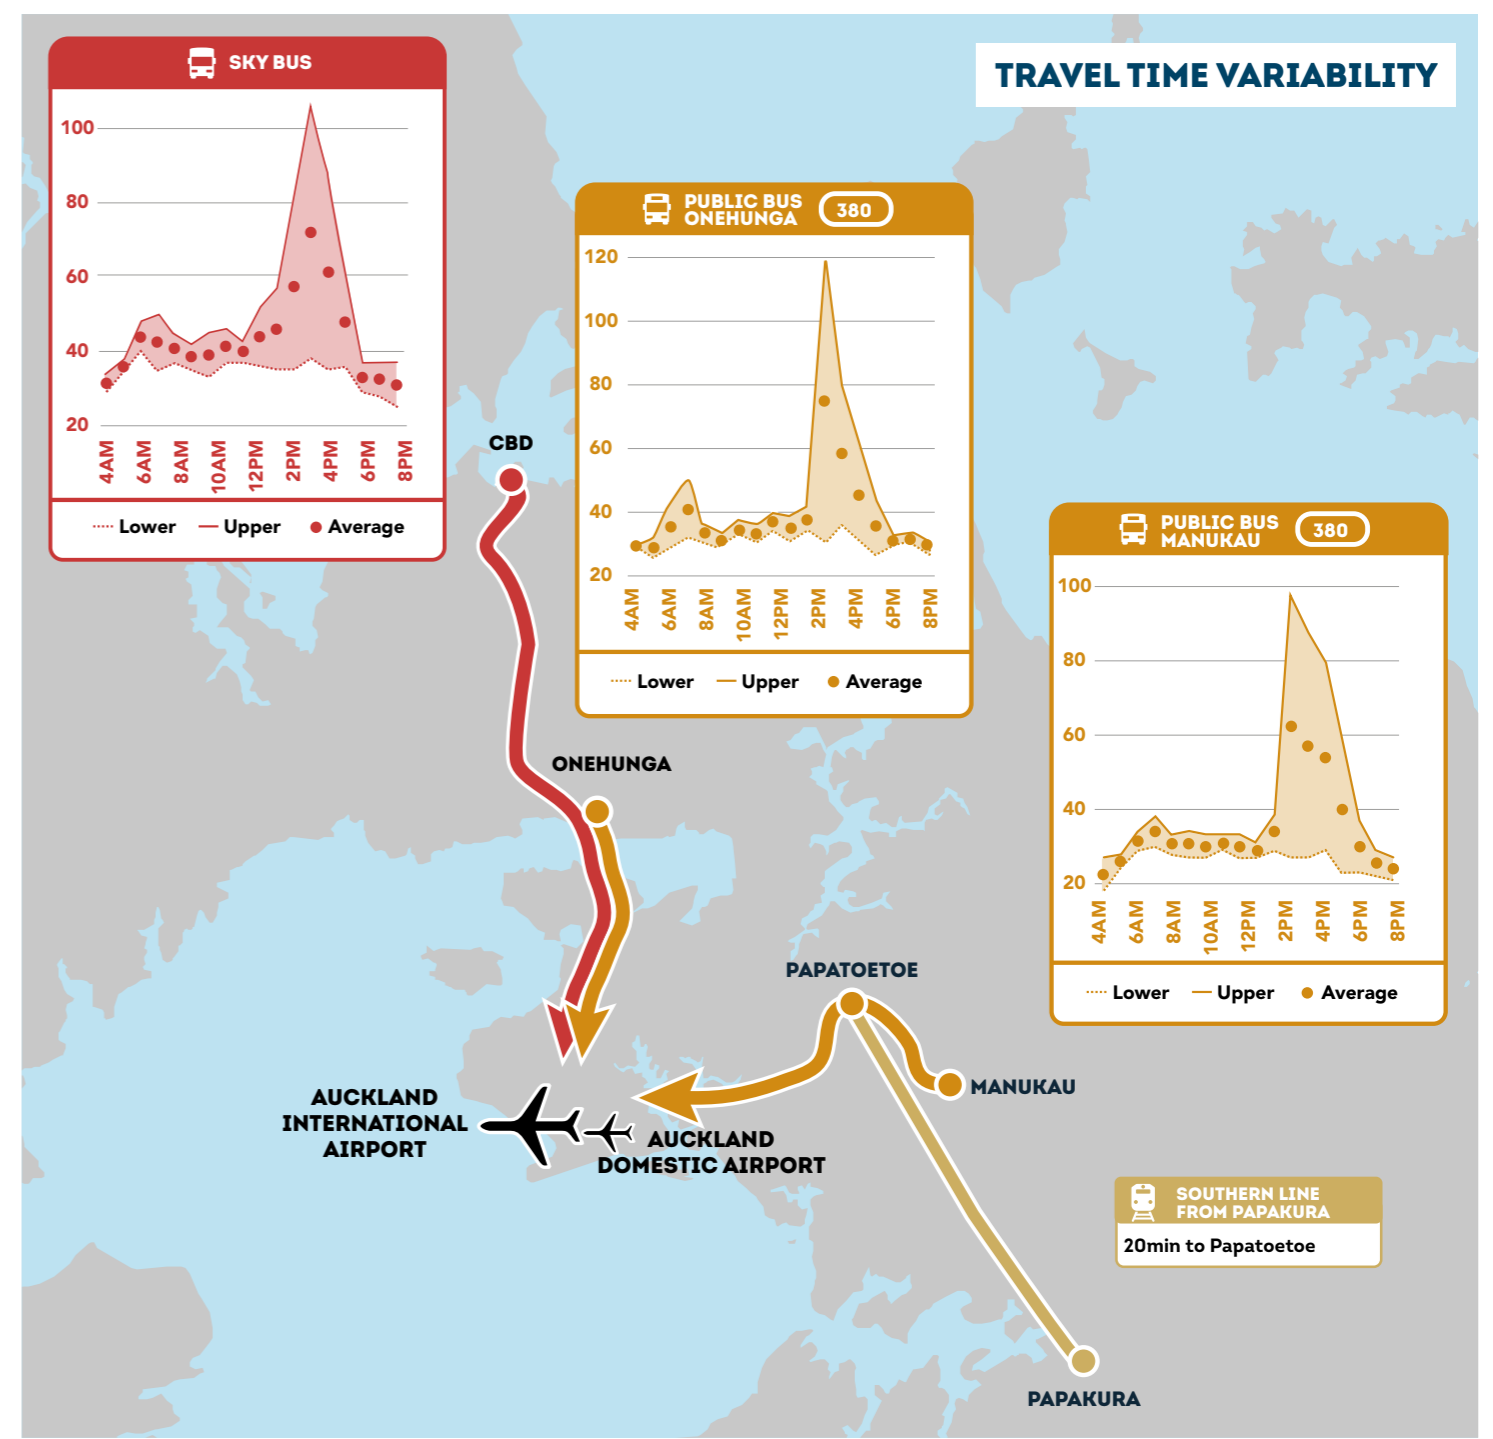 TRAVEL TIME VARIABILITY
SKY BUS
100
80
60
40
20
4AM
6AM
8AM
10AM
12PM
2PM
4PM
6PM
8PM
Lower
Upper
Average
PUBLIC BUS
ONEHUNGA
380
120
100
80
60
40
20
4AM
6AM
8AM
10AM
12PM
2PM
4PM
6PM
8PM
Lower
Upper
Average
CBD
PUBLIC BUS
MANUKAU
380
100
80
60
40
20
4AM
6AM
8AM
10AM
12PM
2PM
4PM
6PM
8PM
Lower
Upper
Average
ONEHUNGA
PAPATOETOE
MANUKAU
AUCKLAND
INTERNATIONAL
AIRPORT
AUCKLAND
DOMESTIC AIRPORT
SOUTHERN LINE
FROM PAPAKURA
20min to Papatoetoe
PAPAKURA